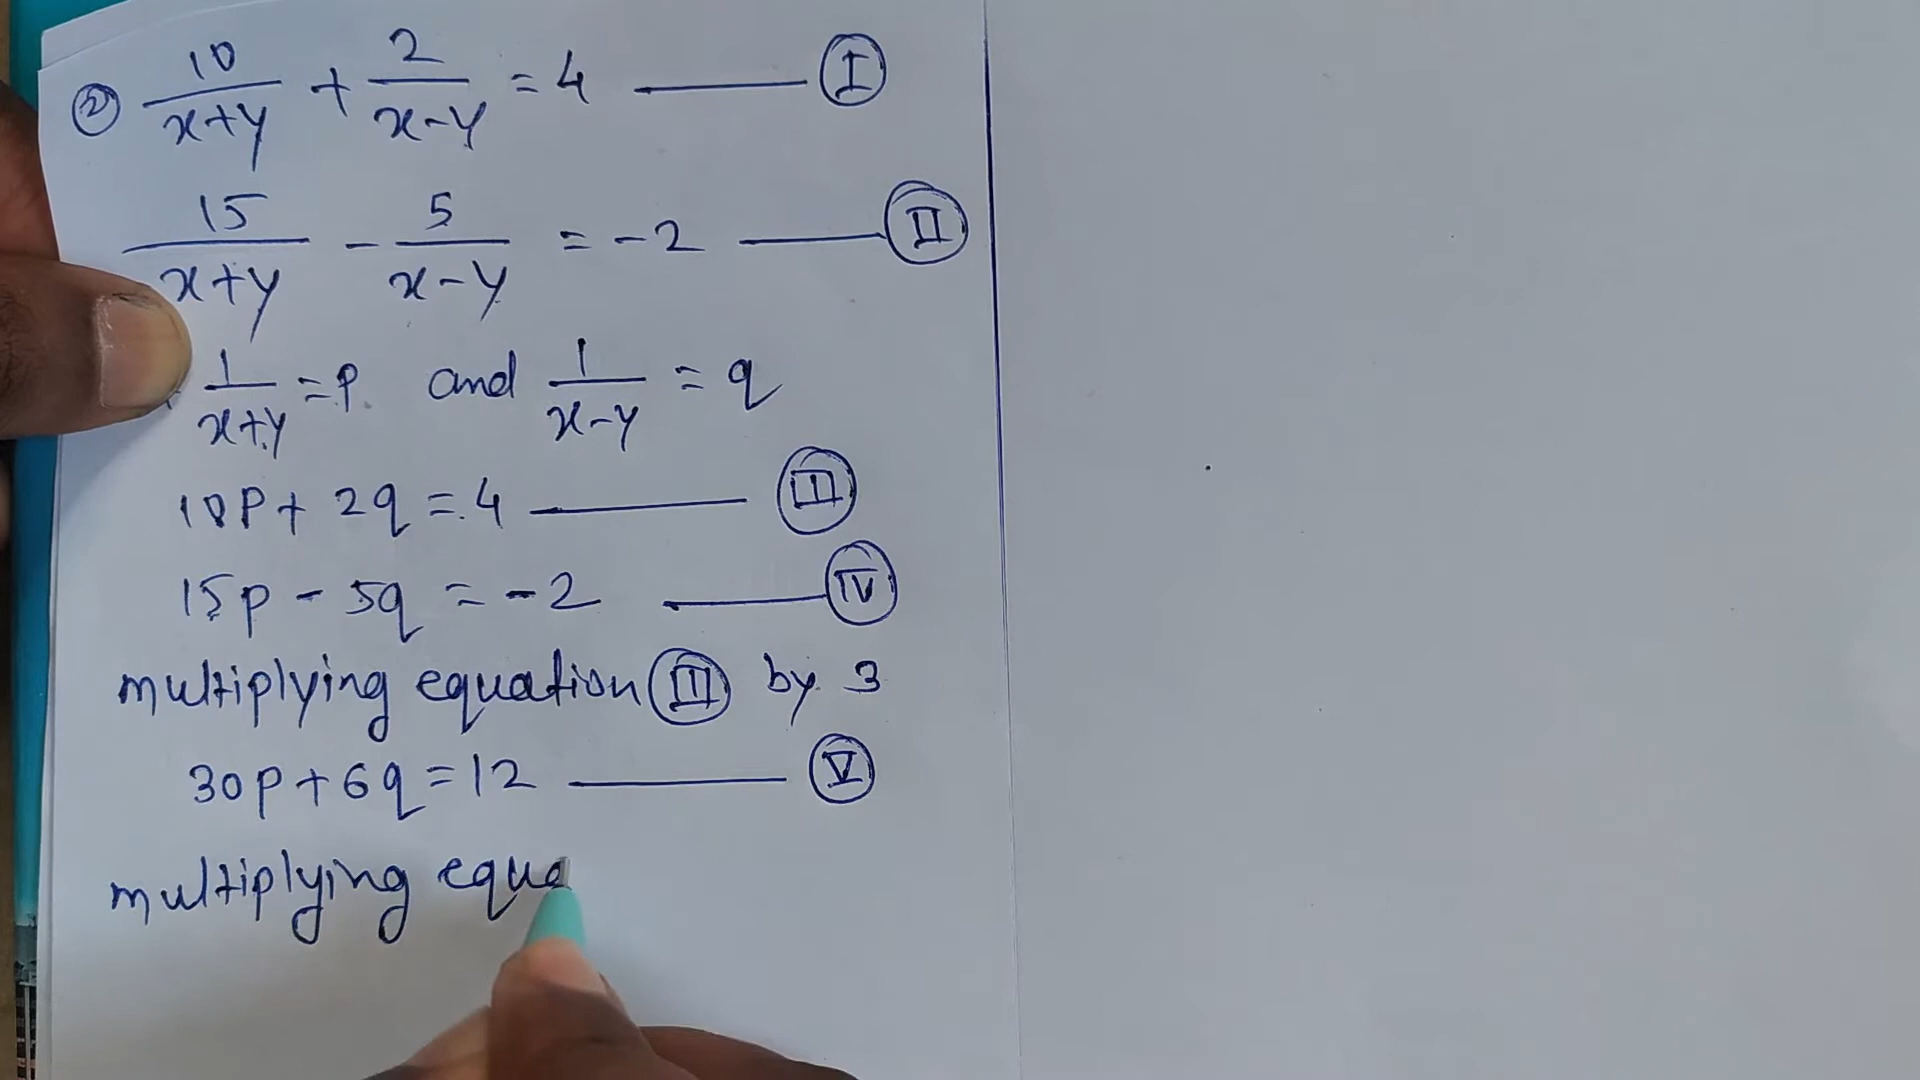 ② 10/(x+y) + 2/(x-y) = 4 —— Ⓘ
15/(x+y) - 5/(x-y) = -2 —— II
1/(x+y) = P and 1/(x-y) = q
10P + 2q = 4 —— III
15p - 5q = -2 —— IV
multiplying equation III by 3
30p + 6q = 12 —— V
multiplying equa